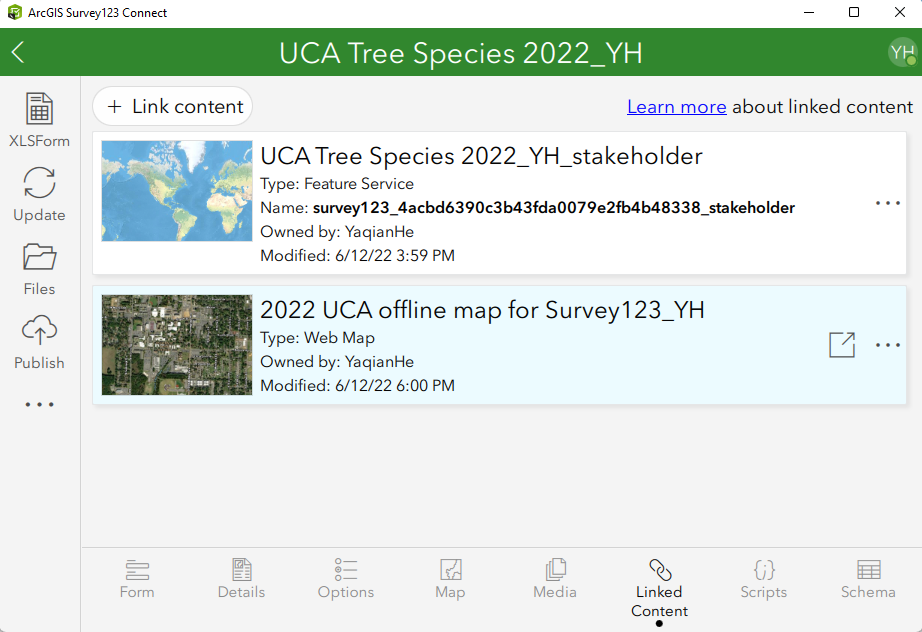 ArcGIS Survey123 Connect
UCA Tree Species 2022_YH
YH
XLSForm
Update
Files
Publish
+ Link content
Learn more about linked content
UCA Tree Species 2022_YH_stakeholder
Type: Feature Service
Name: survey123_4acbd6390c3b43fda0079e2fb4b48338_stakeholder
Owned by: YaqianHe
Modified: 6/12/22 3:59 PM
2022 UCA offline map for Survey123_YH
Type: Web Map
Owned by: YaqianHe
Modified: 6/12/22 6:00 PM
Form
Details
Options
Map
Media
Linked
Content
Scripts
Schema